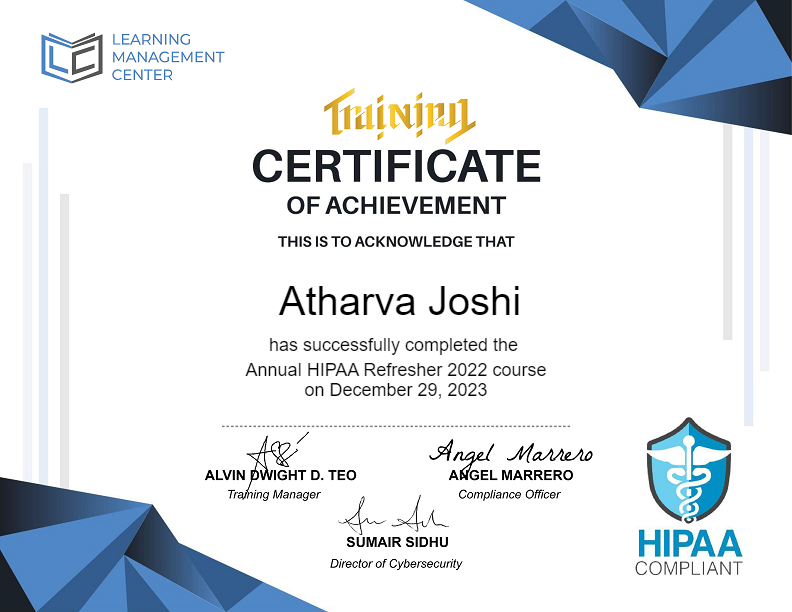 LEARNING
MANAGEMENT
CENTER
Training
CERTIFICATE
OF ACHIEVEMENT
THIS IS TO ACKNOWLEDGE THAT
Atharva Joshi
has successfully completed the
Annual HIPAA Refresher 2022 course
on December 29, 2023
Angel Marrero
ALVIN DWIGHT D. TEO
ANGEL MARRERO
Training Manager
Compliance Officer
SUMAIR SIDHU
Director of Cybersecurity
HIPAA
COMPLIANT